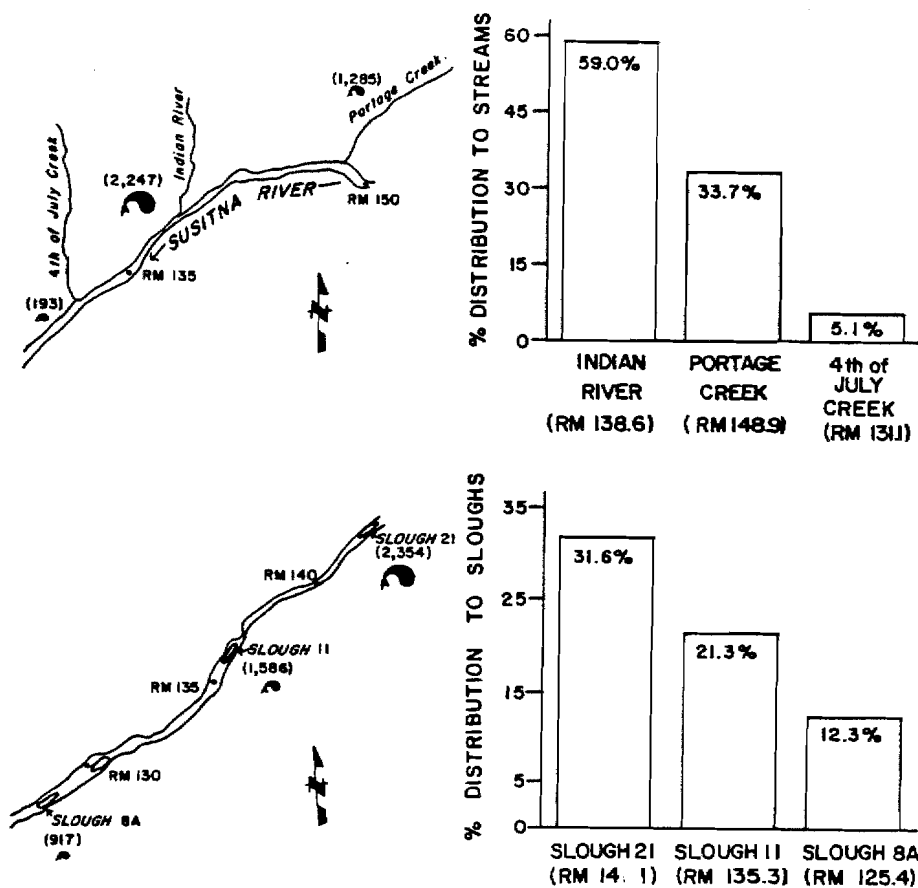 (1,285)
Portage Creek
Indian River
4th of July Creek
(2,247)
SUSITNA RIVER
RM 150
RM 135
(193)
% DISTRIBUTION TO STREAMS
60
45
30
15
0
59.0%
33.7%
5.1%
INDIAN RIVER (RM 138.6)
PORTAGE CREEK (RM 148.9)
4th of JULY CREEK (RM 131.1)
SLOUGH 21
(2,354)
RM 140
SLOUGH 11
(1,586)
RM 135
RM 130
SLOUGH 8A
(917)
% DISTRIBUTION TO SLOUGHS
35
25
15
5
0
31.6%
21.3%
12.3%
SLOUGH 21
(RM 14 1)
SLOUGH 11
(RM 135.3)
SLOUGH 8A
(RM 125.4)